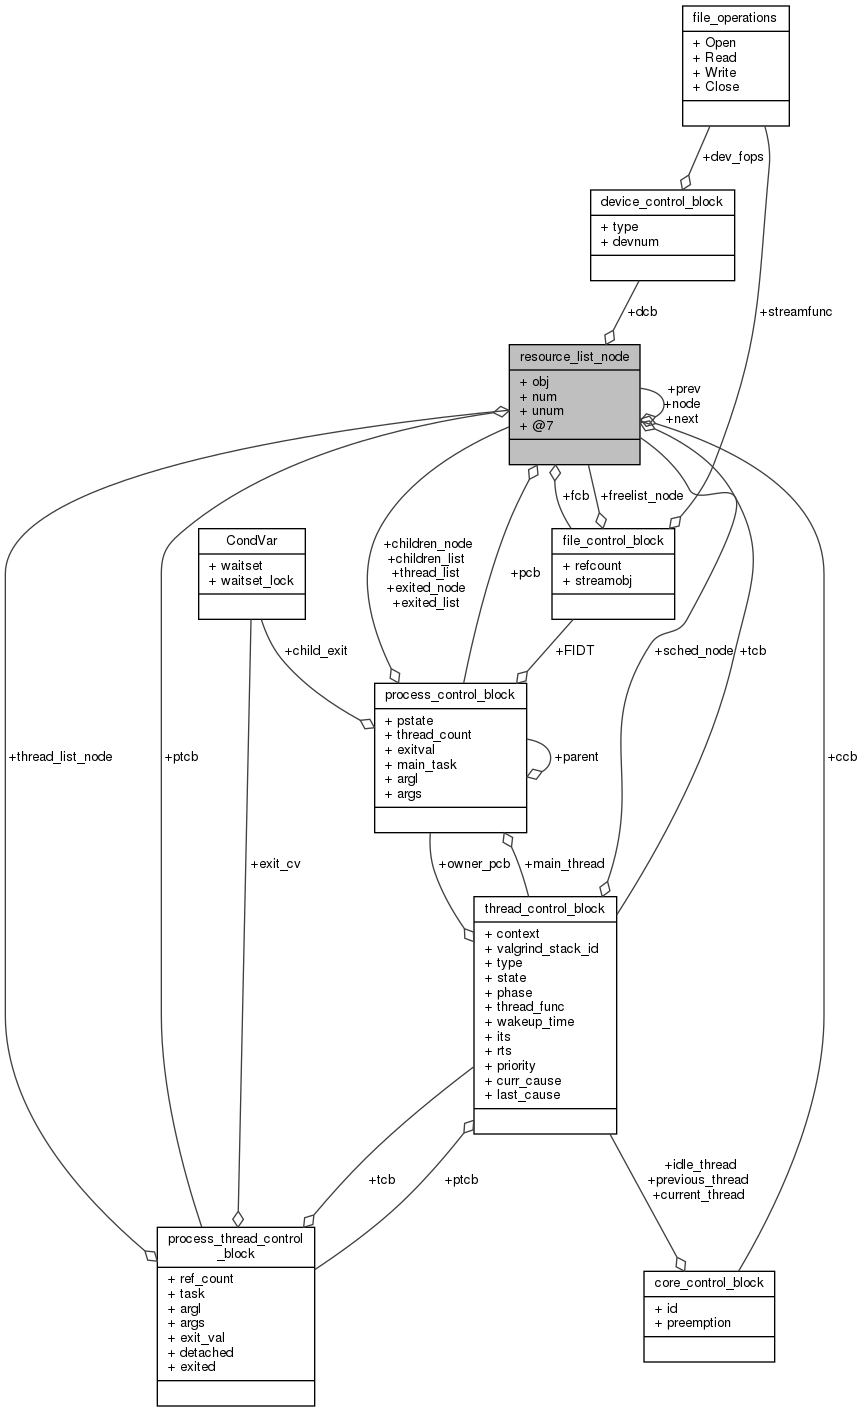 file_operations
+ Open
+ Read
+ Write
+ Close
+dev_fops
device_control_block
+ type
+ devnum
+streamfunc
+dcb
resource_list_node
+ obj
+ num
+ unum
+ @7
+prev
+node
+next
+fcb
+freelist_node
CondVar
+ waitset
+ waitset_lock
+children_node
+children_list
+thread_list
+exited_node
+exited_list
+pcb
file_control_block
+ refcount
+ streamobj
+child_exit
+FIDT
+sched_node
+tcb
process_control_block
+ pstate
+ thread_count
+ exitval
+ main_task
+ argl
+ args
+parent
+thread_list_node
+ptcb
+ccb
+exit_cv
+owner_pcb
+main_thread
thread_control_block
+ context
+ valgrind_stack_id
+ type
+ state
+ phase
+ thread_func
+ wakeup_time
+ its
+ rts
+ priority
+ curr_cause
+ last_cause
+tcb
+ptcb
+idle_thread
+previous_thread
+current_thread
process_thread_control
_block
+ ref_count
+ task
+ argl
+ args
+ exit_val
+ detached
+ exited
core_control_block
+ id
+ preemption